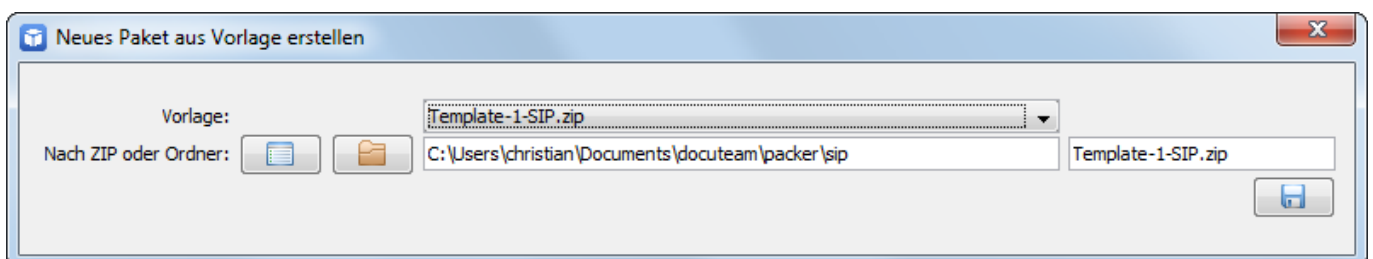 Neues Paket aus Vorlage erstellen
Vorlage: Template-1-SIP.zip
Nach ZIP oder Ordner: C:\Users\christian\Documents\docuteam\packer\sip Template-1-SIP.zip